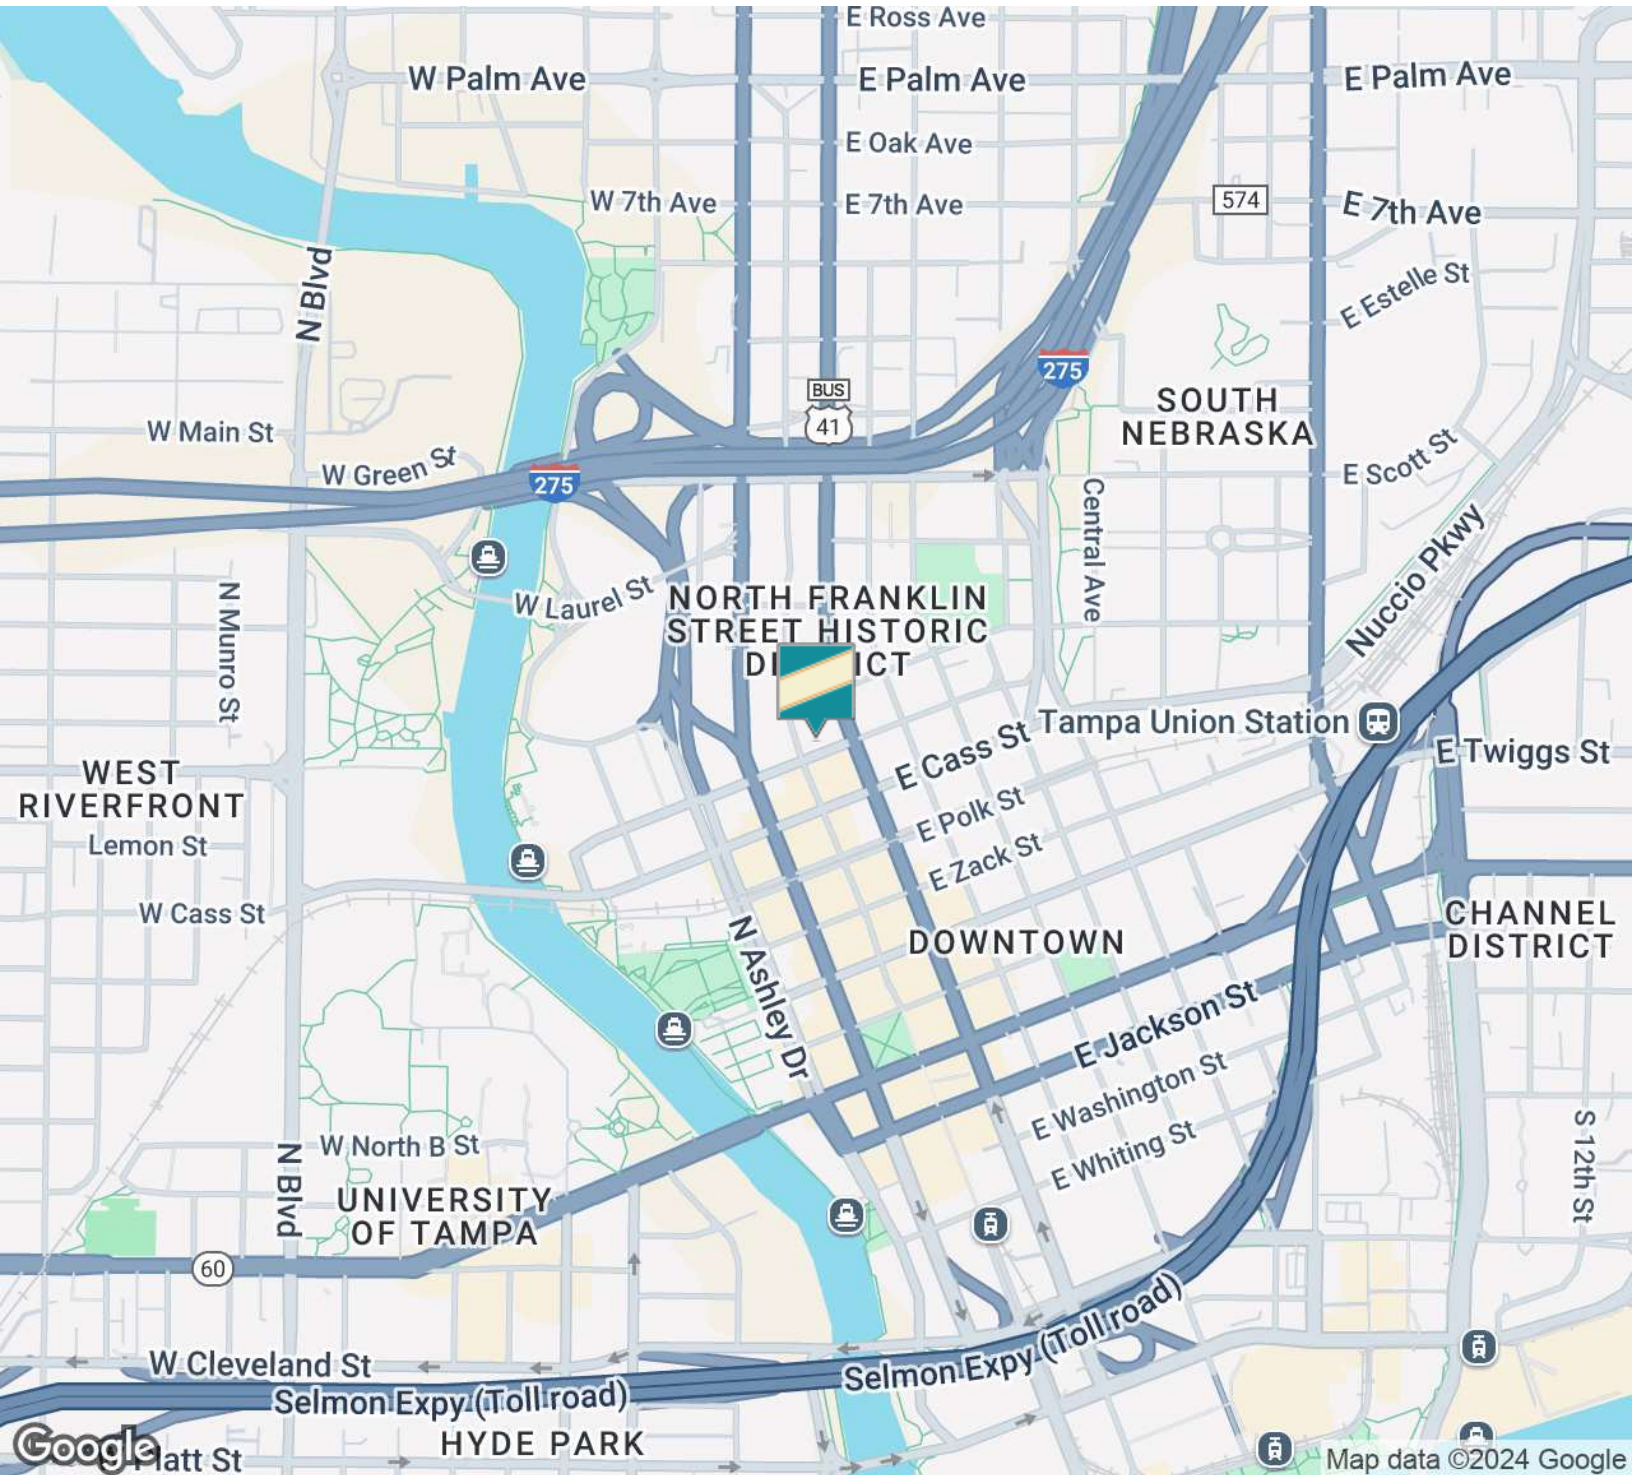 E Ross Ave
W Palm Ave
E Palm Ave
E Palm Ave
E Oak Ave
W 7th Ave
E 7th Ave
574
E 7th Ave
N Blvd
E Estelle St
275
BUS
41
SOUTH
NEBRASKA
W Main St
W Green St
275
E Scott St
Central Ave
Nuccio Pkwy
N Munro St
W Laurel St
NORTH FRANKLIN
STREET HISTORIC
E Cass St
Tampa Union Station
E Twiggs St
WEST
RIVERFRONT
Lemon St
E Polk St
E Zack St
W Cass St
N Ashley Dr
DOWNTOWN
CHANNEL
DISTRICT
E Jackson St
E Washington St
E Whiting St
S 12th St
W North B St
N Blvd
UNIVERSITY
OF TAMPA
60
W Cleveland St
Selmon Expy (Toll road)
Selmon Expy (Toll road)
HYDE PARK
Google
Platt St
Map data ©2024 Google